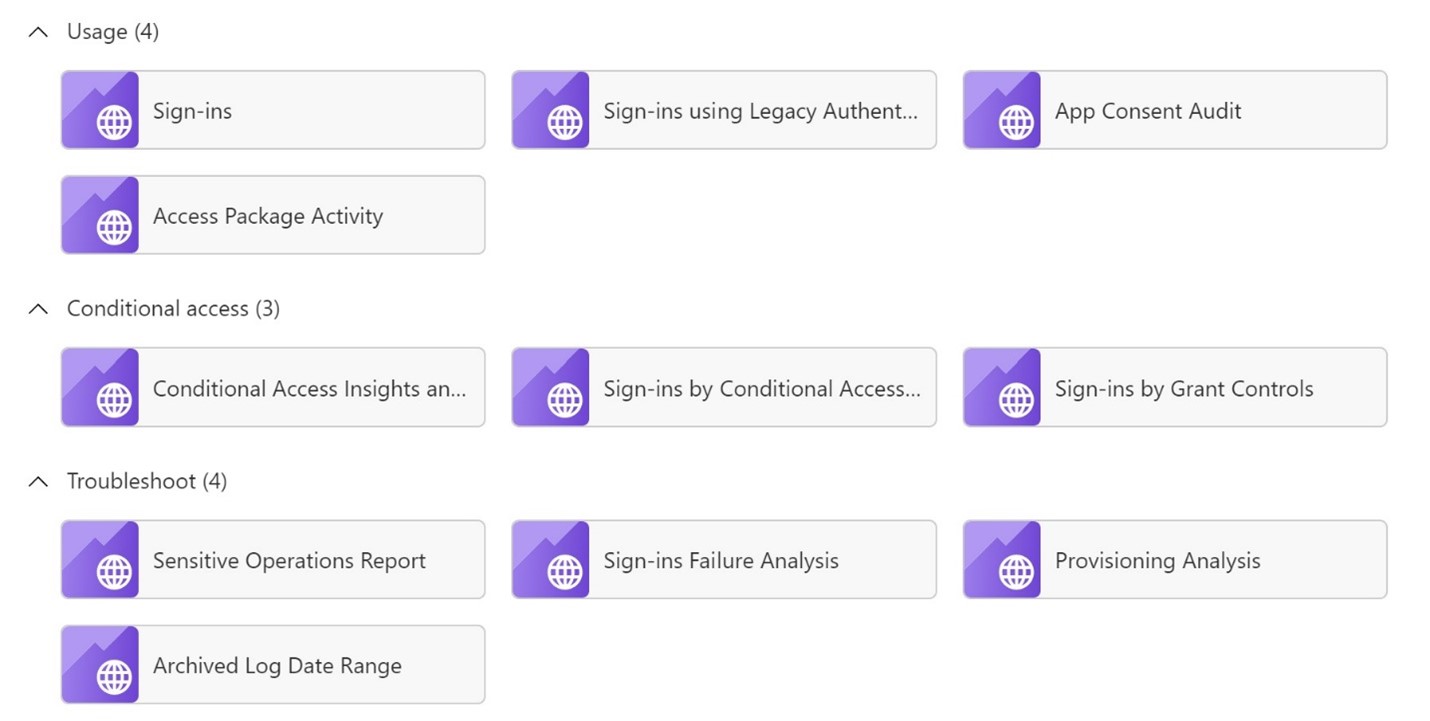 Usage (4)
Sign-ins
Sign-ins using Legacy Authent...
App Consent Audit
Access Package Activity
Conditional access (3)
Conditional Access Insights an...
Sign-ins by Conditional Access...
Sign-ins by Grant Controls
Troubleshoot (4)
Sensitive Operations Report
Sign-ins Failure Analysis
Provisioning Analysis
Archived Log Date Range